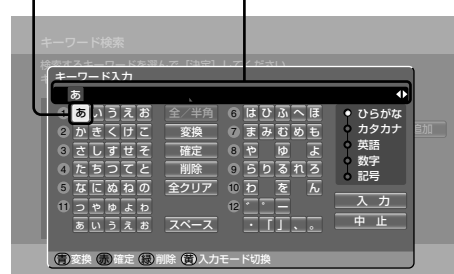 キーワード検索
検索するキーワードを選んで［決定］してください
キーワード入力
あ
1 あ い う え お 全／半角 6 は ひ ふ へ ほ ひらがな
2 か き く け こ 変換 7 ま み む め も カタカナ 追加
3 さ し す せ そ 確定 8 や ゆ よ 英語
4 た ち つ て と 削除 9 ら り る れ ろ 数字
5 な に ぬ ね の 全クリア 10 わ を ん 記号
11 っ ゃ ゅ ょ ゎ 12 ゛ ゜ ー 入 力
ぁ ぃ ぅ ぇ ぉ スペース ・ 「 」 、 。 中 止
青 変換 赤 確定 緑 削除 黄 入力モード切換